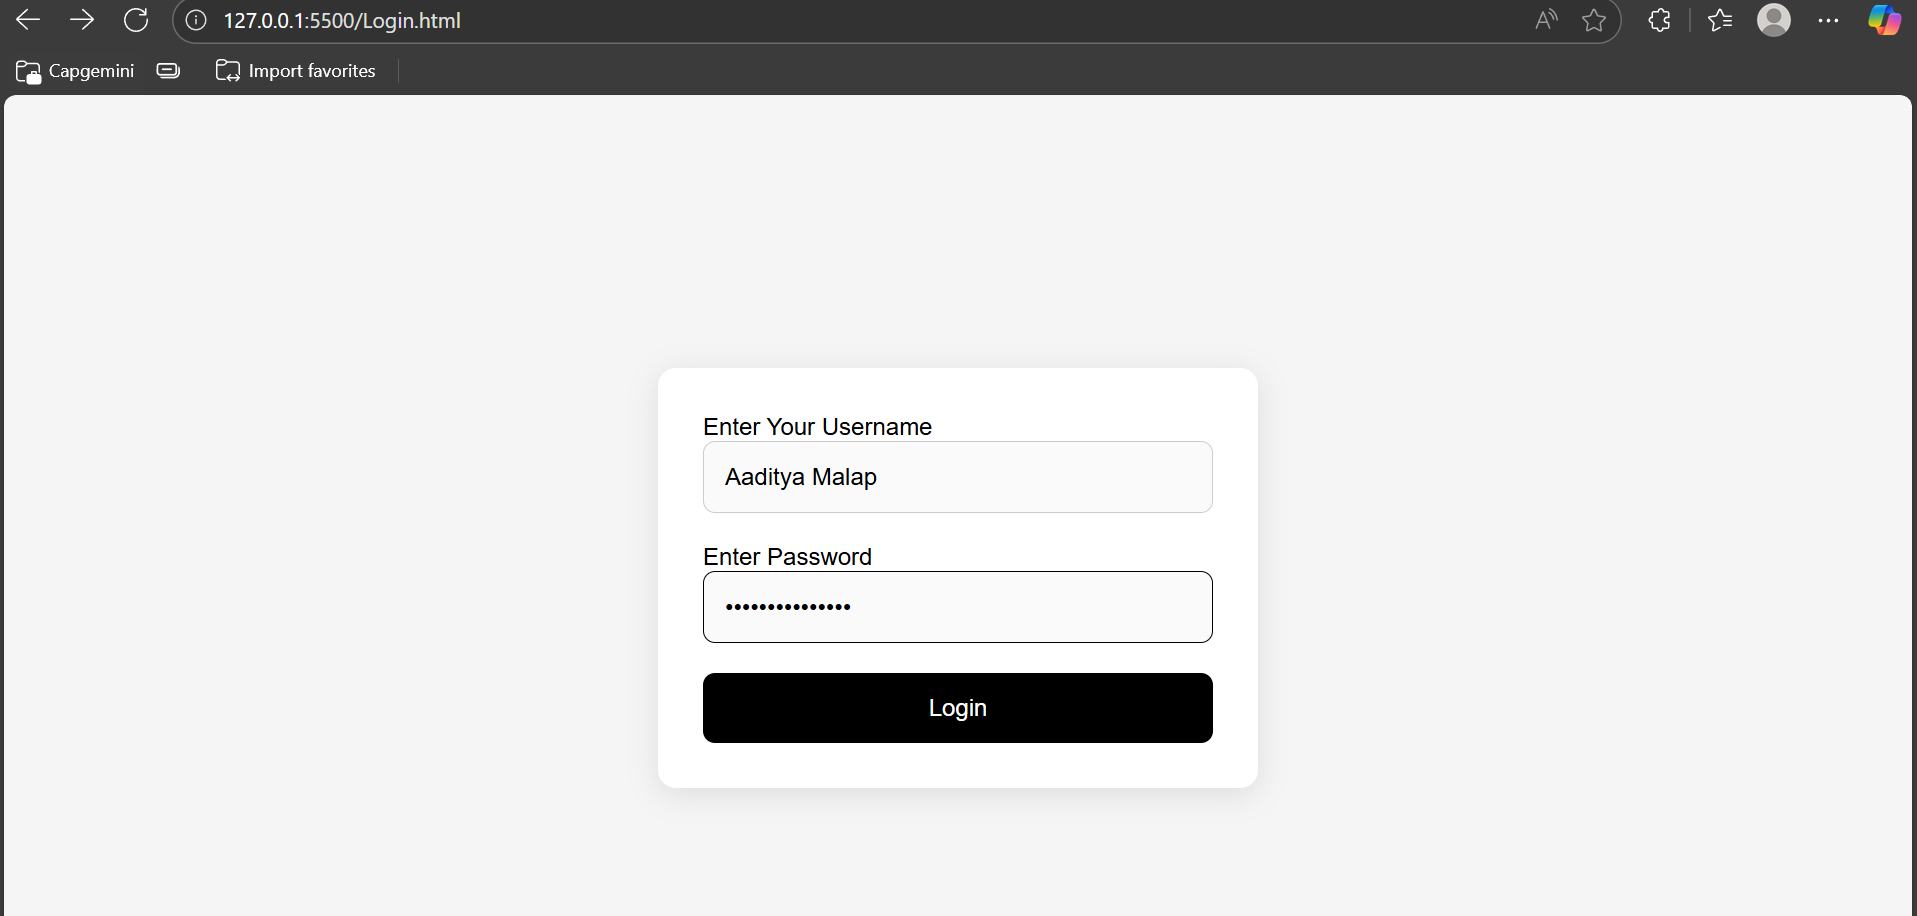 127.0.0.1:5500/Login.html
Capgemini
Import favorites
Enter Your Username
Aaditya Malap
Enter Password
•••••••••••••••
Login